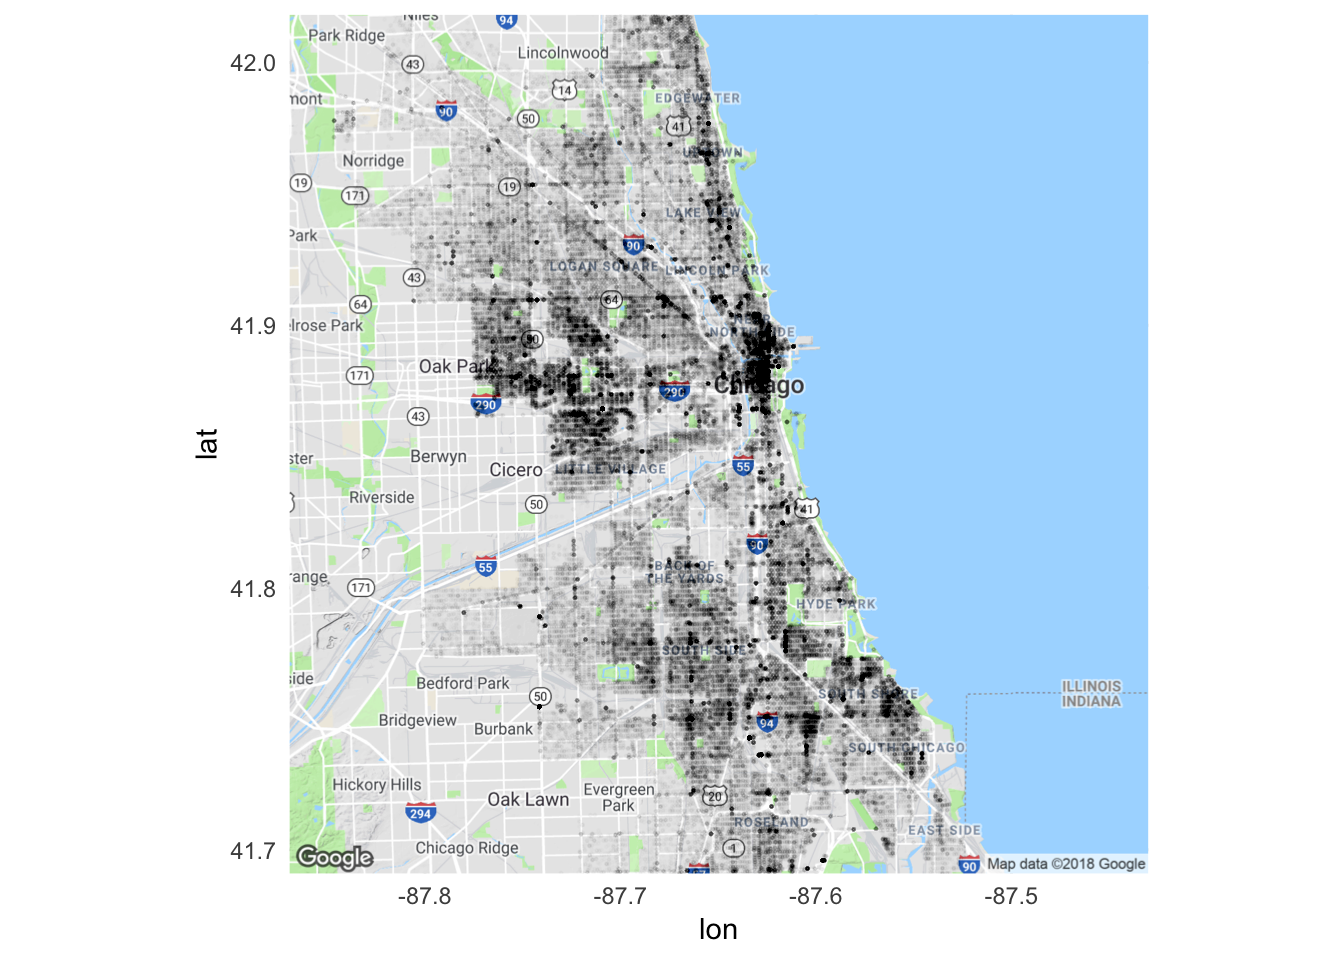 Niles
94
Park Ridge
Lincolnwood
42.0
43
14
mont
EDGEWATER
90
50
41
Norridge
UPTOWN
19
19
171
LAKE VIEW
Park
90
LOGAN SQUARE
LINCOLN PARK
43
64
64
41.9
elrose Park
NEAR
NORTH SIDE
50
Oak Park
171
Chicago
290
290
43
ster
Berwyn
Cicero
LITTLE VILLAGE
55
Riverside
50
41
90
55
BACK OF
THE YARDS
41.8
range
171
HYDE PARK
lat
SOUTH SIDE
side
Bedford Park
50
SOUTH SHORE
ILLINOIS
INDIANA
Bridgeview
Burbank
94
SOUTH CHICAGO
Hickory Hills
Oak Lawn
Evergreen
Park
20
294
ROSELAND
EAST SIDE
Chicago Ridge
1
41.7
Google
90
Map data ©2018 Google
-87.8
-87.7
-87.6
-87.5
lon